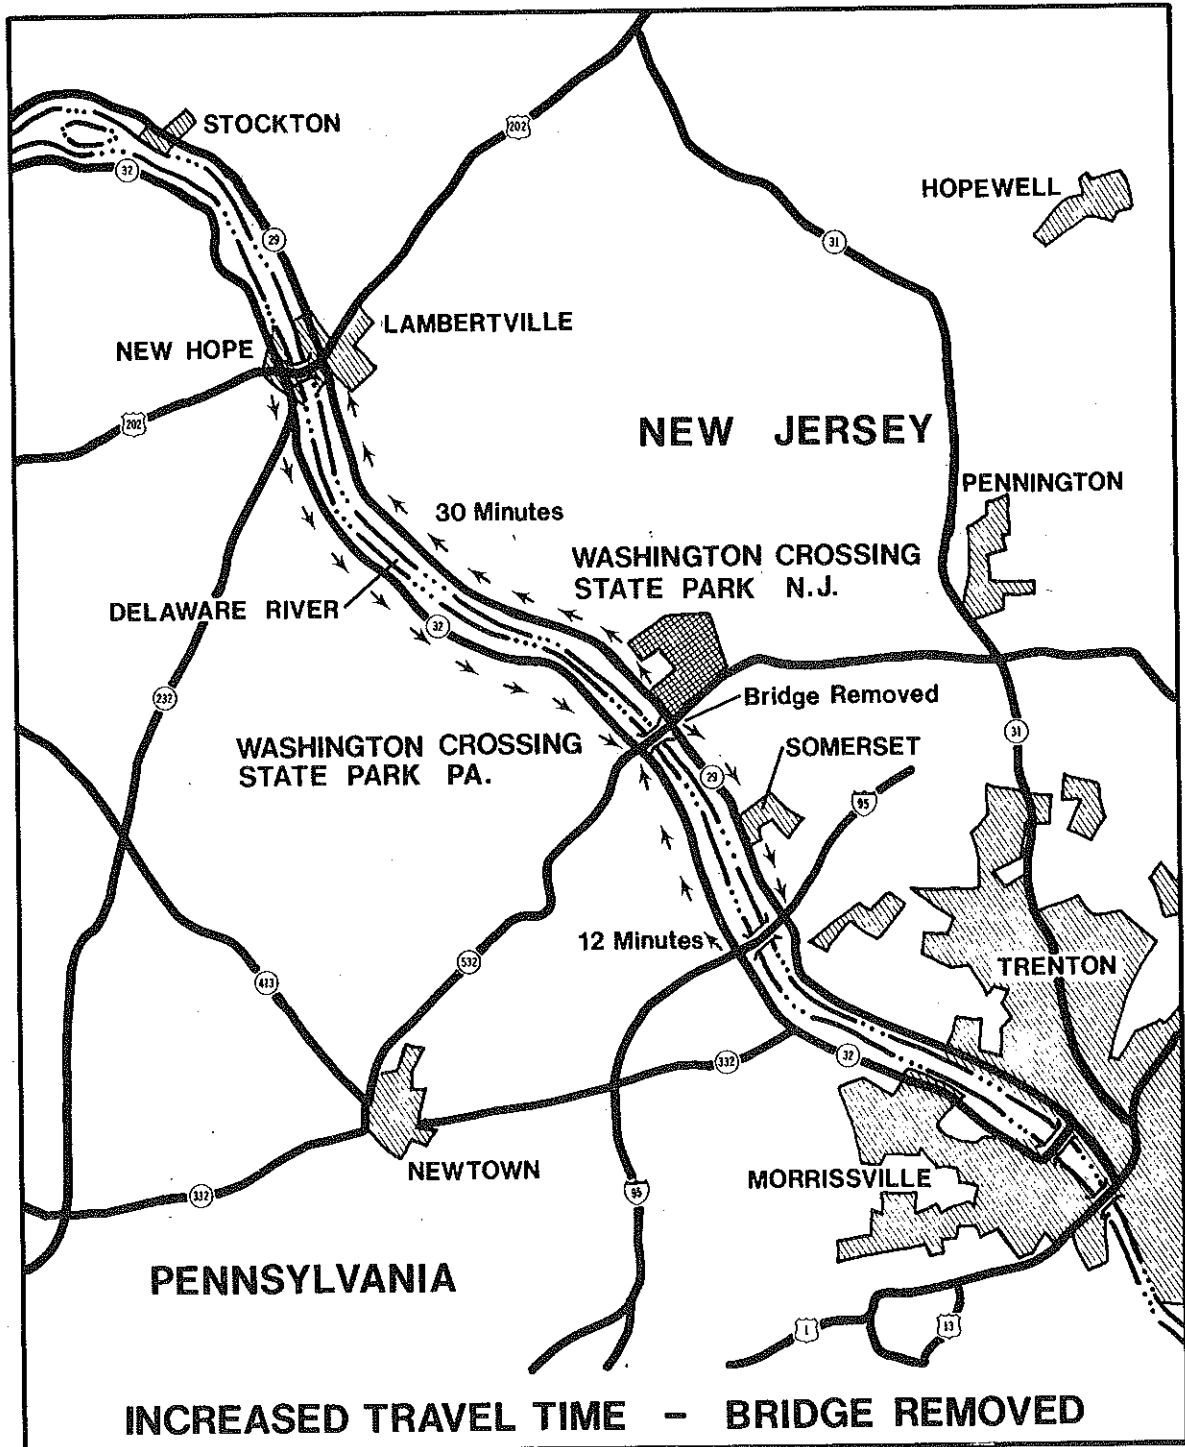 STOCKTON
202
32
HOPEWELL
29
31
LAMBERTVILLE
NEW HOPE
202
NEW JERSEY
PENNINGTON
30 Minutes
WASHINGTON CROSSING
STATE PARK N.J.
DELAWARE RIVER
32
232
Bridge Removed
WASHINGTON CROSSING
STATE PARK PA.
SOMERSET
31
29
95
12 Minutes
532
TRENTON
413
332
32
NEWTOWN
MORRISSVILLE
332
95
PENNSYLVANIA
1
13
INCREASED TRAVEL TIME - BRIDGE REMOVED